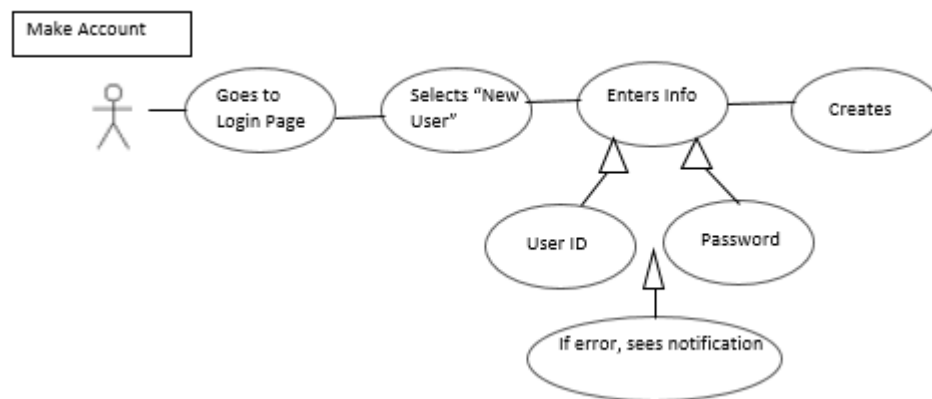 Make Account
Goes to
Login Page
Selects “New
User”
Enters Info
Creates
User ID
Password
If error, sees notification